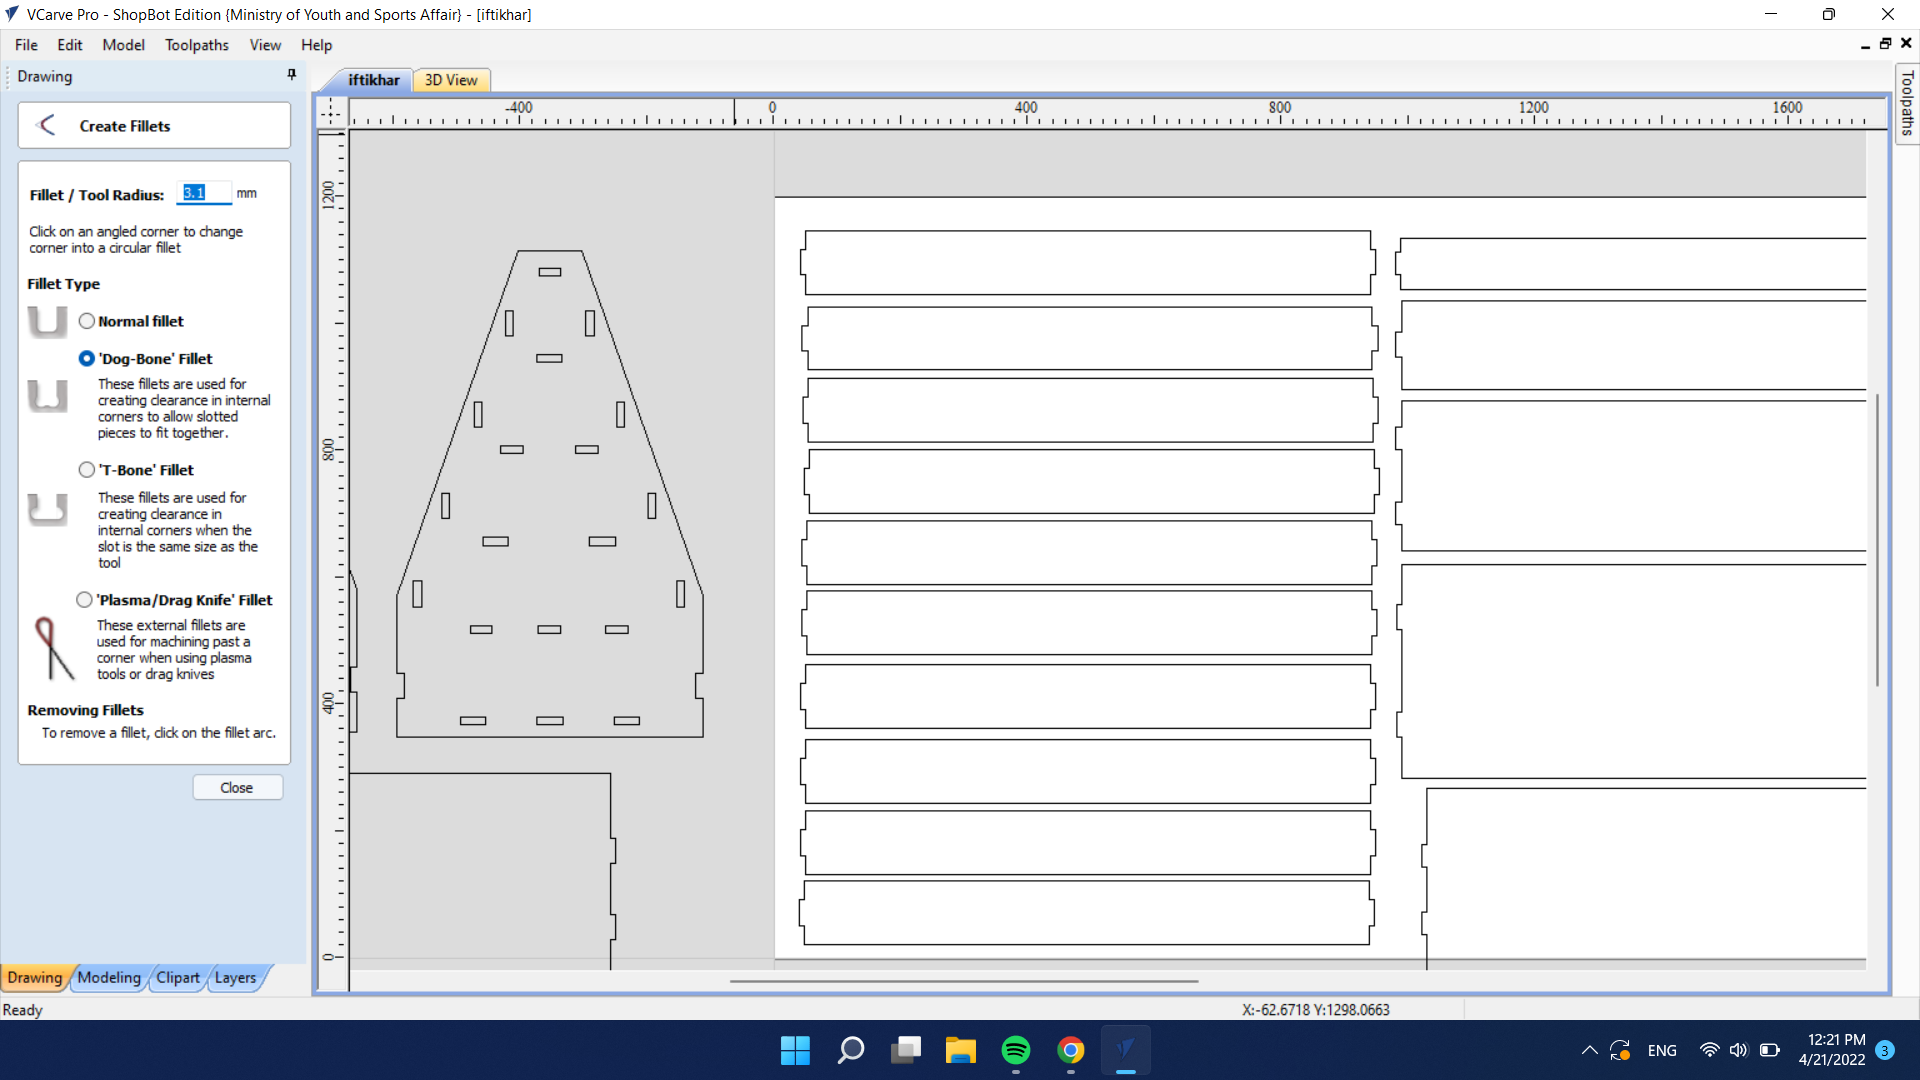 VCarve Pro - ShopBot Edition {Ministry of Youth and Sports Affair} - [iftikhar]
File Edit Model Toolpaths View Help
Drawing
iftikhar 3D View
Toolpaths
Create Fillets
-400 0 400 800 1200 1600
1200
800
400
0
Fillet / Tool Radius: 3.1 mm
Click on an angled corner to change
corner into a circular fillet
Fillet Type
Normal fillet
'Dog-Bone' Fillet
These fillets are used for
creating clearance in internal
corners to allow slotted
pieces to fit together.
'T-Bone' Fillet
These fillets are used for
creating clearance in
internal corners when the
slot is the same size as the
tool
'Plasma/Drag Knife' Fillet
These external fillets are
used for machining past a
corner when using plasma
tools or drag knives
Removing Fillets
To remove a fillet, click on the fillet arc.
Close
Drawing Modeling Clipart Layers
Ready
X:-62.6718 Y:1298.0663
ENG
12:21 PM
4/21/2022
3